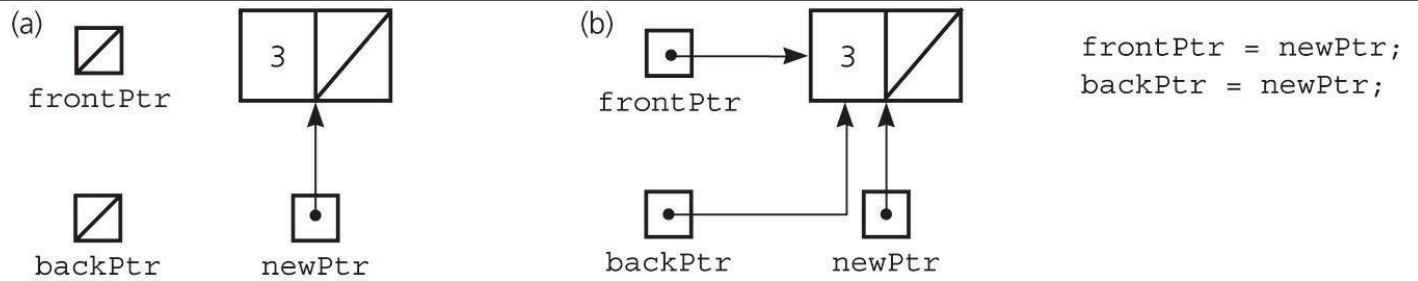 (a)
3
frontPtr
backPtr
newPtr
(b)
3
frontPtr
backPtr
newPtr
frontPtr = newPtr;
backPtr = newPtr;